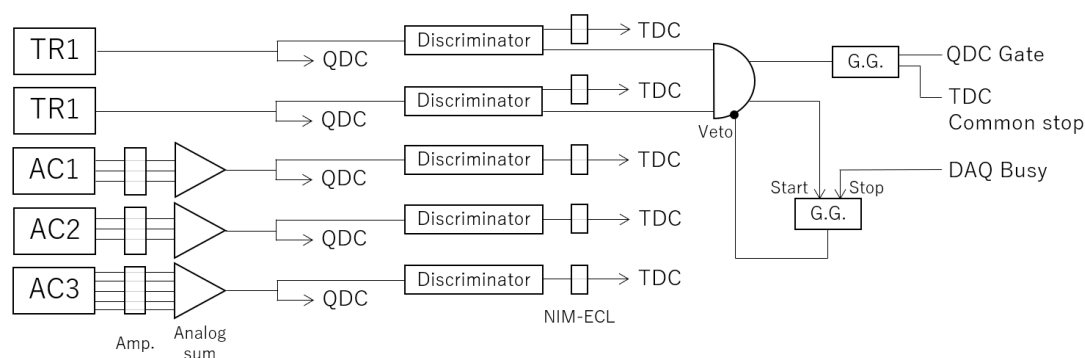 TR1
QDC
Discriminator
TDC
G.G.
QDC Gate
TDC
Common stop
TR1
QDC
Discriminator
TDC
Veto
AC1
QDC
Discriminator
TDC
Start
Stop
DAQ Busy
G.G.
AC2
QDC
Discriminator
TDC
AC3
QDC
Discriminator
TDC
NIM-ECL
Amp.
Analog
sum